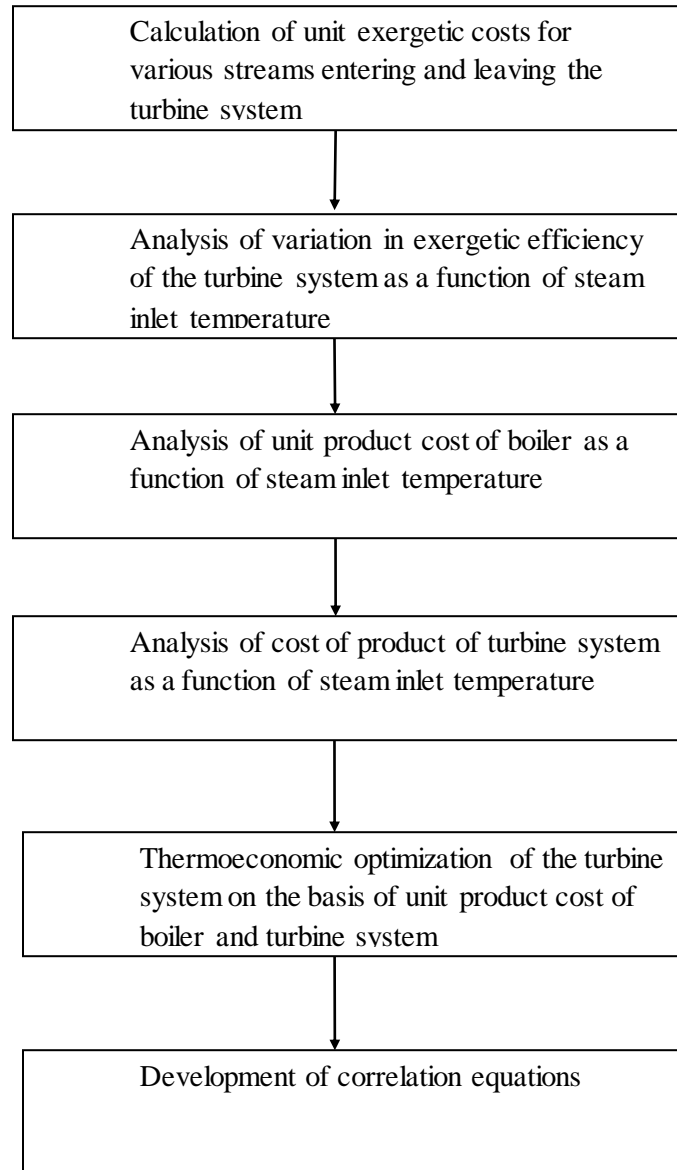 Calculation of unit exergetic costs for
various streams entering and leaving the
turbine system
Analysis of variation in exergetic efficiency
of the turbine system as a function of steam
inlet temperature
Analysis of unit product cost of boiler as a
function of steam inlet temperature
Analysis of cost of product of turbine system
as a function of steam inlet temperature
Thermoeconomic optimization of the turbine
system on the basis of unit product cost of
boiler and turbine system
Development of correlation equations